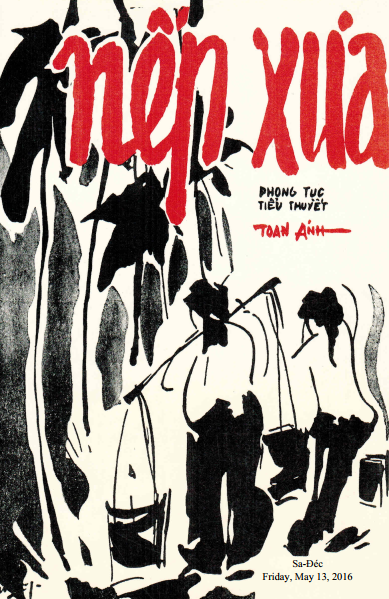 nếp xưa
PHONG TỤC
TIỂU THUYẾT
TOAN ÁNH
Sa-Đéc
Friday, May 13, 2016